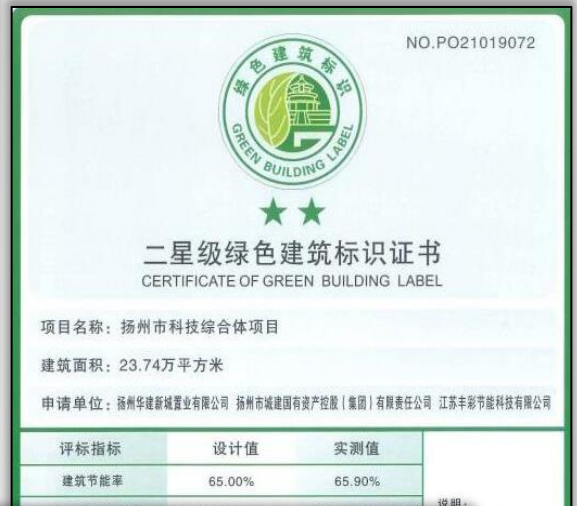 NO.PO21019072
绿色建筑标识
GREEN BUILDING LABEL
二星级绿色建筑标识证书
CERTIFICATE OF GREEN BUILDING LABEL
项目名称：扬州市科技综合体项目
建筑面积：23.74万平方米
申请单位：扬州华建新城置业有限公司 扬州市城建国有资产控股（集团）有限责任公司 江苏丰彩节能科技有限公司
评标指标 设计值 实测值
建筑节能率 65.00% 65.90%
说明：